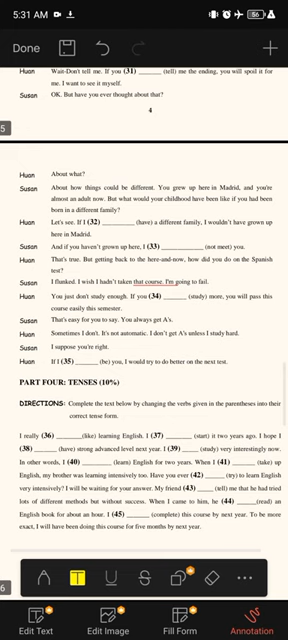 5:31 AM
56
Done
Huan Wait-Don't tell me. If you (31) ______ (tell) me the ending, you will spoil it for
me. I want to see it myself.
Susan OK. But have you ever thought about that?
4
5
Huan About what?
Susan About how things could be different. You grew up here in Madrid, and you're
almost an adult now. But what would your childhood have been like if you had been
born in a different family?
Huan Let's see. If I (32) __________ (have) a different family, I wouldn't have grown up
here in Madrid.
Susan And if you haven't grown up here, I (33) ____________ (not meet) you.
Huan That's true. But getting back to the here-and-now, how did you do on the Spanish
test?
Susan I flunked. I wish I hadn't taken that course. I'm going to fail.
Huan You just don't study enough. If you (34) ______ (study) more, you will pass this
course easily this semester.
Susan That's easy for you to say. You always get A's.
Huan Sometimes I don't. It's not automatic. I don't get A's unless I study hard.
Susan I suppose you're right.
Huan If I (35) ______ (be) you, I would try to do better on the next test.
PART FOUR: TENSES (10%)
DIRECTIONS: Complete the text below by changing the verbs given in the parentheses into their
correct tense form.
I really (36) ______(like) learning English. I (37) ______ (start) it two years ago. I hope I
(38) ______ (have) strong advanced level next year. I (39) ____ (study) very interestingly now.
In other words, I (40) ______ (learn) English for two years. When I (41) _____ (take) up
English, my brother was learning intensively too. Have you ever (42) _____ (try) to learn English
very intensively? I will be waiting for your answer. My friend (43) ____ (tell) me that he had tried
lots of different methods but without success. When I came to him, he (44) _____(read) an
English book for about an hour. I (45) ______ (complete) this course by next year. To be more
exact, I will have been doing this course for five months by next year.
6
Edit Text
Edit Image
Fill Form
Annotation